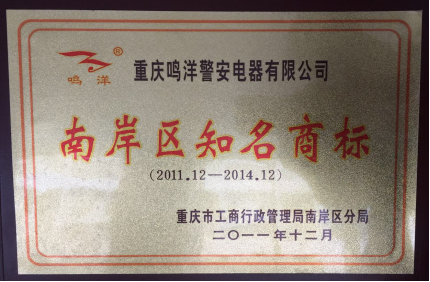 重庆鸣洋警安电器有限公司
®
鸣洋
南岸区知名商标
(2011.12—2014.12)
重庆市工商行政管理局南岸区分局
二〇一一年十二月